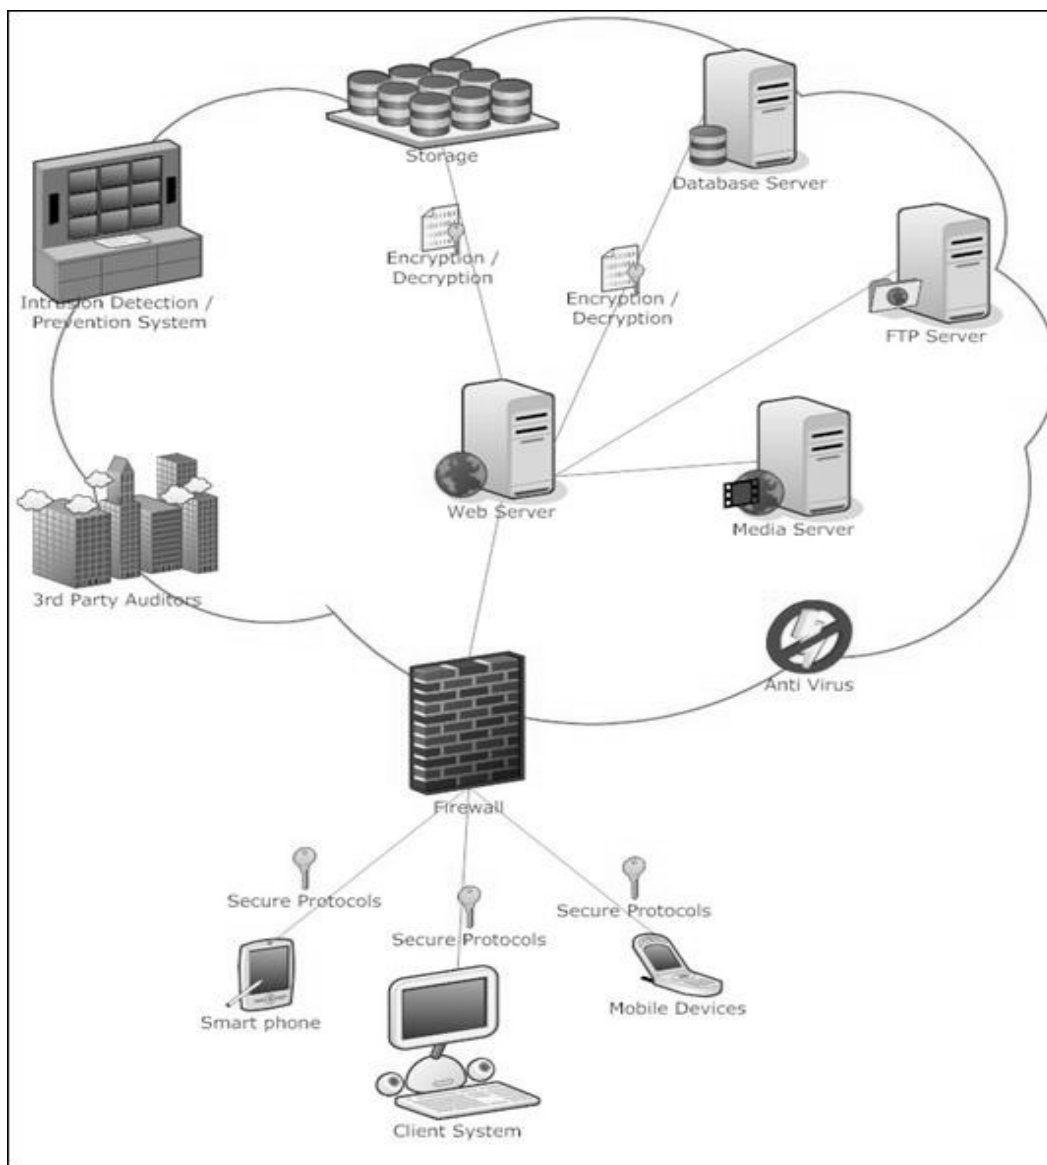 Storage
Database Server
Encryption /
Decryption
Encryption /
Decryption
Intrusion Detection /
Prevention System
FTP Server
Web Server
Media Server
3rd Party Auditors
Anti Virus
Firewall
Secure Protocols
Secure Protocols
Secure Protocols
Smart phone
Mobile Devices
Client System